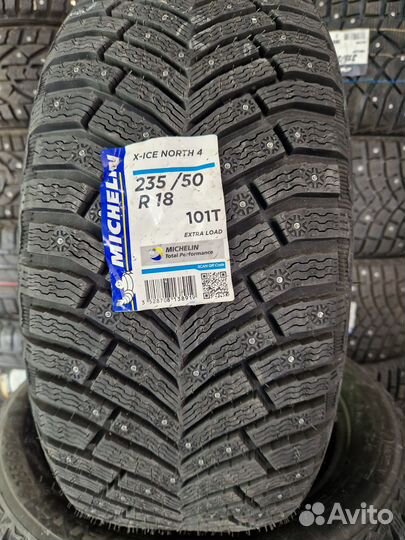 MICHELIN
X-ICE NORTH 4
235 /50
R 18
101T
EXTRA LOAD
MICHELIN
Total Performance
SCAN QR Code
Avito